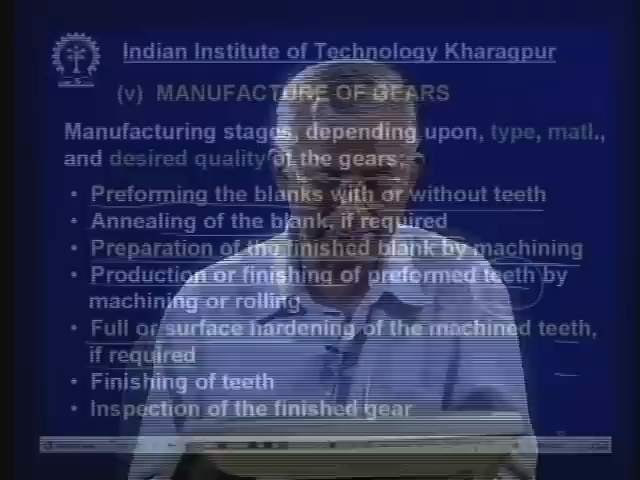 Indian Institute of Technology Kharagpur
(v) MANUFACTURE OF GEARS
Manufacturing stages, depending upon, type, matl.,
and desired quality of the gears;
• Preforming the blanks with or without teeth
• Annealing of the blank, if required
• Preparation of the finished blank by machining
• Production or finishing of preformed teeth by
machining or rolling
• Full or surface hardening of the machined teeth,
if required
• Finishing of teeth
• Inspection of the finished gear